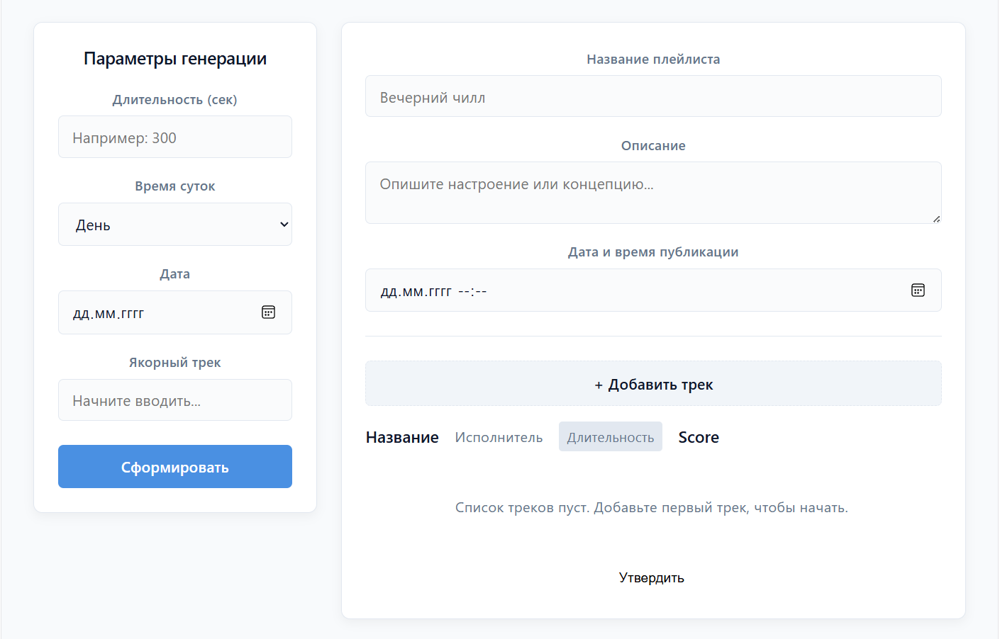 Параметры генерации
Длительность (сек)
Например: 300
Время суток
День
Дата
дд.мм.гггг
Якорный трек
Начните вводить...
Сформировать
Название плейлиста
Вечерний чилл
Описание
Опишите настроение или концепцию...
Дата и время публикации
дд.мм.гггг --:--
+ Добавить трек
Название Исполнитель Длительность Score
Список треков пуст. Добавьте первый трек, чтобы начать.
Утвердить